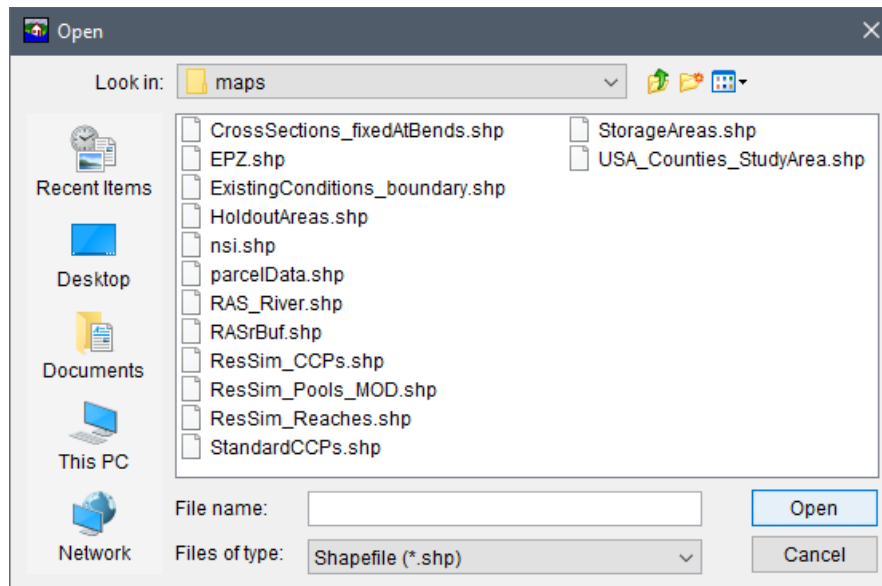 Open
Look in:
maps
Recent Items
Desktop
Documents
This PC
Network
CrossSections_fixedAtBends.shp
EPZ.shp
ExistingConditions_boundary.shp
HoldoutAreas.shp
nsi.shp
parcelData.shp
RAS_River.shp
RASrBuf.shp
ResSim_CCPs.shp
ResSim_Pools_MOD.shp
ResSim_Reaches.shp
StandardCCPs.shp
StorageAreas.shp
USA_Counties_StudyArea.shp
File name:
Open
Files of type:
Shapefile (*.shp)
Cancel